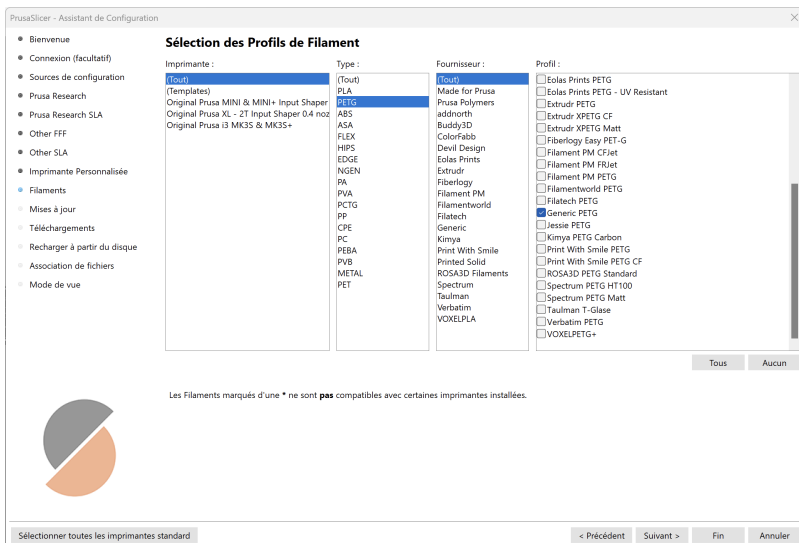 PrusaSlicer - Assistant de Configuration
Bienvenue
Connexion (facultatif)
Sources de configuration
Prusa Research
Prusa Research SLA
Other FFF
Other SLA
Imprimante Personnalisée
Filaments
Mises à jour
Téléchargements
Recharger à partir du disque
Association de fichiers
Mode de vue
Sélection des Profils de Filament
Imprimante :
(Tout)
(Templates)
Original Prusa MINI & MINI+ Input Shaper
Original Prusa XL - 2T Input Shaper 0.4 noz
Original Prusa i3 MK3S & MK3S+
Type :
(Tout)
PLA
PETG
ABS
ASA
FLEX
HIPS
EDGE
NGEN
PA
PVA
PCTG
PP
CPE
PC
PEBA
PVB
METAL
PET
Fournisseur :
(Tout)
Made for Prusa
Prusa Polymers
addnorth
Buddy3D
ColorFabb
Devil Design
Eolas Prints
Extrudr
Fiberlogy
Filament PM
Filamentworld
Filatech
Generic
Kimya
Print With Smile
Printed Solid
ROSA3D Filaments
Spectrum
Taulman
Verbatim
VOXELPLA
Profil :
Eolas Prints PETG
Eolas Prints PETG - UV Resistant
Extrudr PETG
Extrudr XPETG CF
Extrudr XPETG Matt
Fiberlogy Easy PET-G
Filament PM CFJet
Filament PM FRJet
Filament PM PETG
Filamentworld PETG
Filatech PETG
Generic PETG
Jessie PETG
Kimya PETG Carbon
Print With Smile PETG
Print With Smile PETG CF
ROSA3D PETG Standard
Spectrum PETG HT100
Spectrum PETG Matt
Taulman T-Glase
Verbatim PETG
VOXELPETG+
Tous
Aucun
Les Filaments marqués d'une * ne sont pas compatibles avec certaines imprimantes installées.
Sélectionner toutes les imprimantes standard
< Précédent
Suivant >
Fin
Annuler